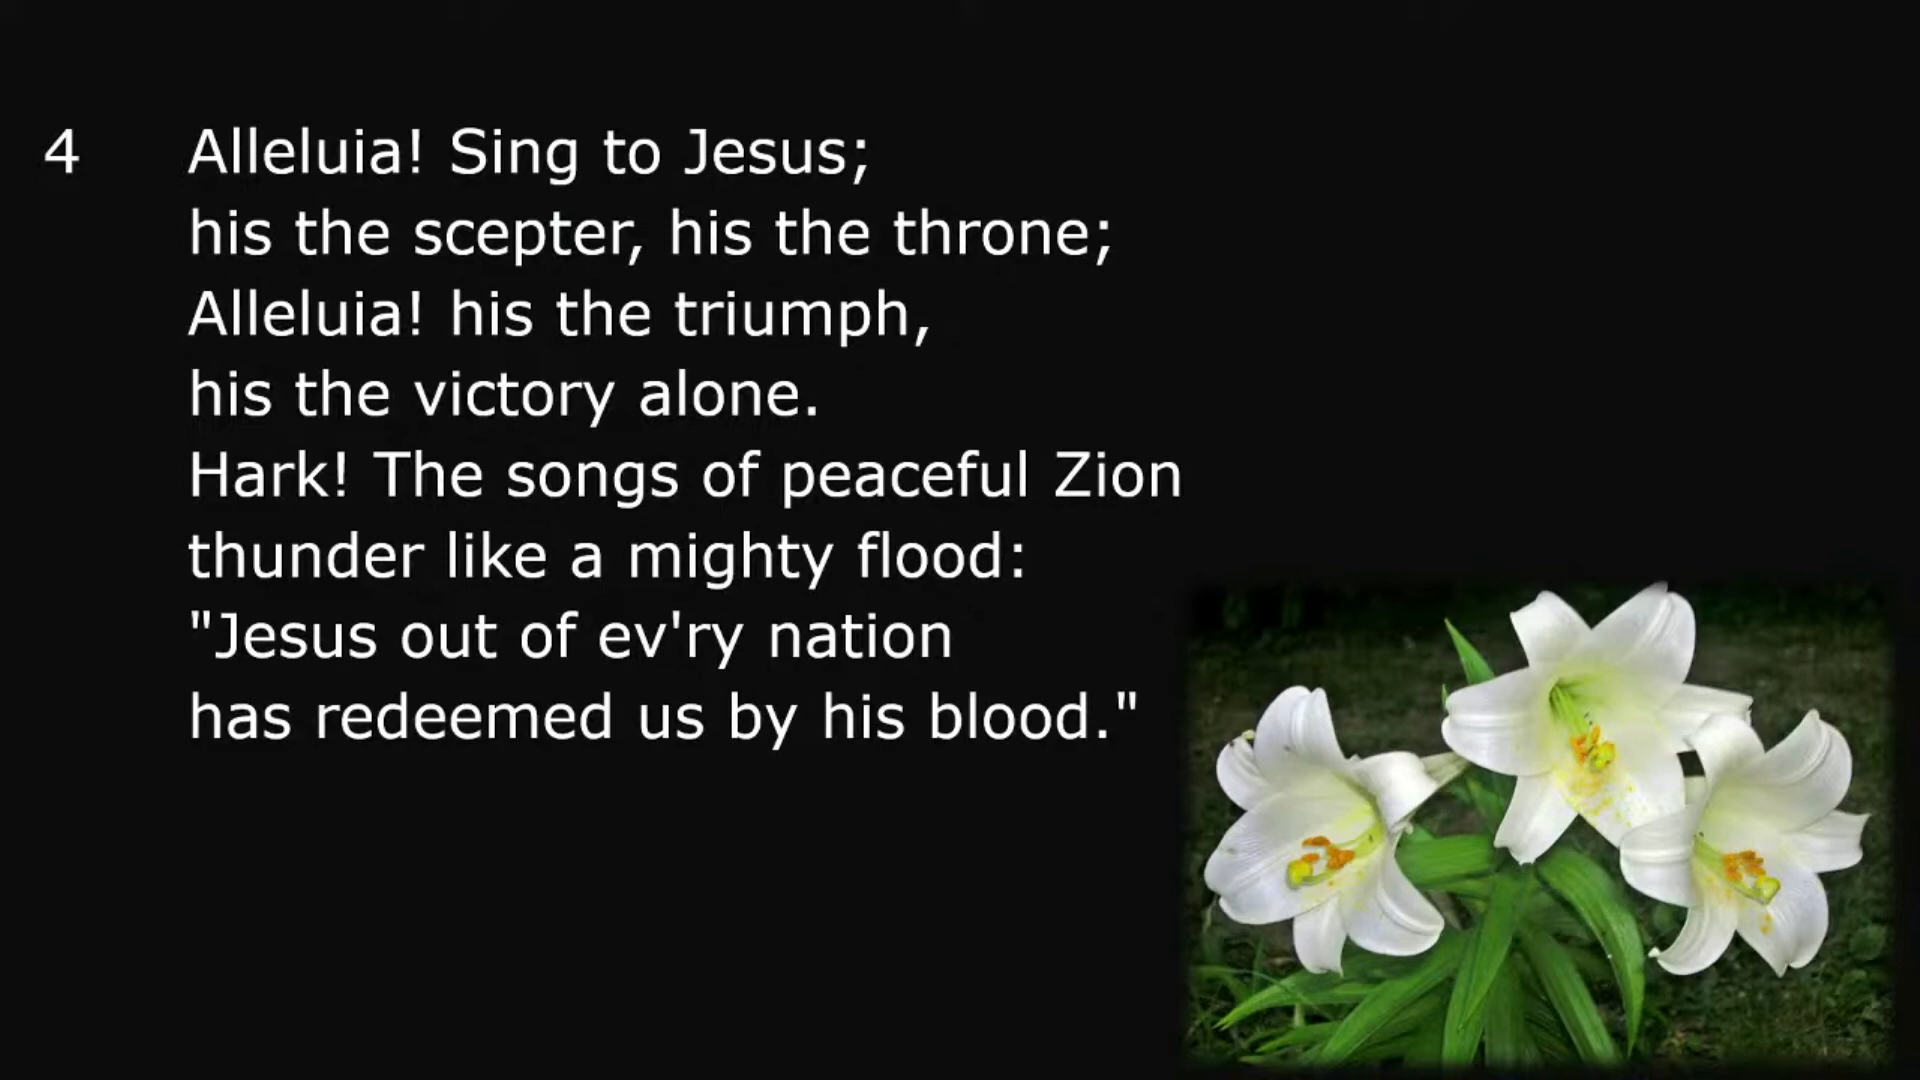 4 Alleluia! Sing to Jesus;
his the scepter, his the throne;
Alleluia! his the triumph,
his the victory alone.
Hark! The songs of peaceful Zion
thunder like a mighty flood:
"Jesus out of ev'ry nation
has redeemed us by his blood."